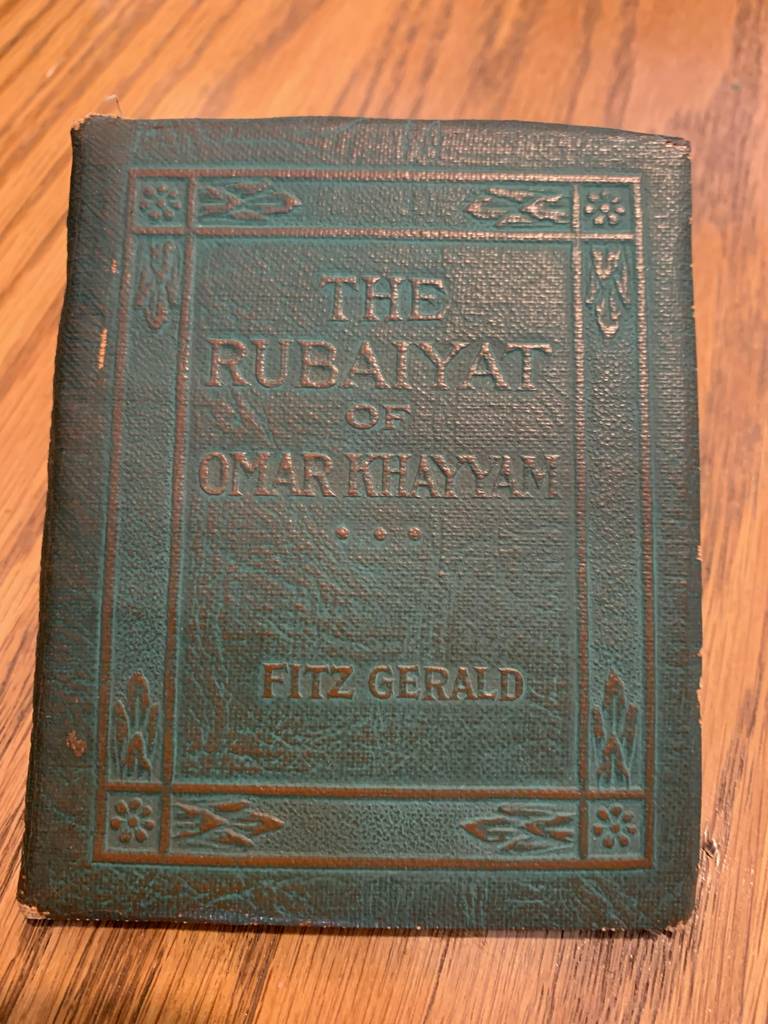 THE
RUBAIYAT
OF
OMAR KHAYYAM
FITZ GERALD